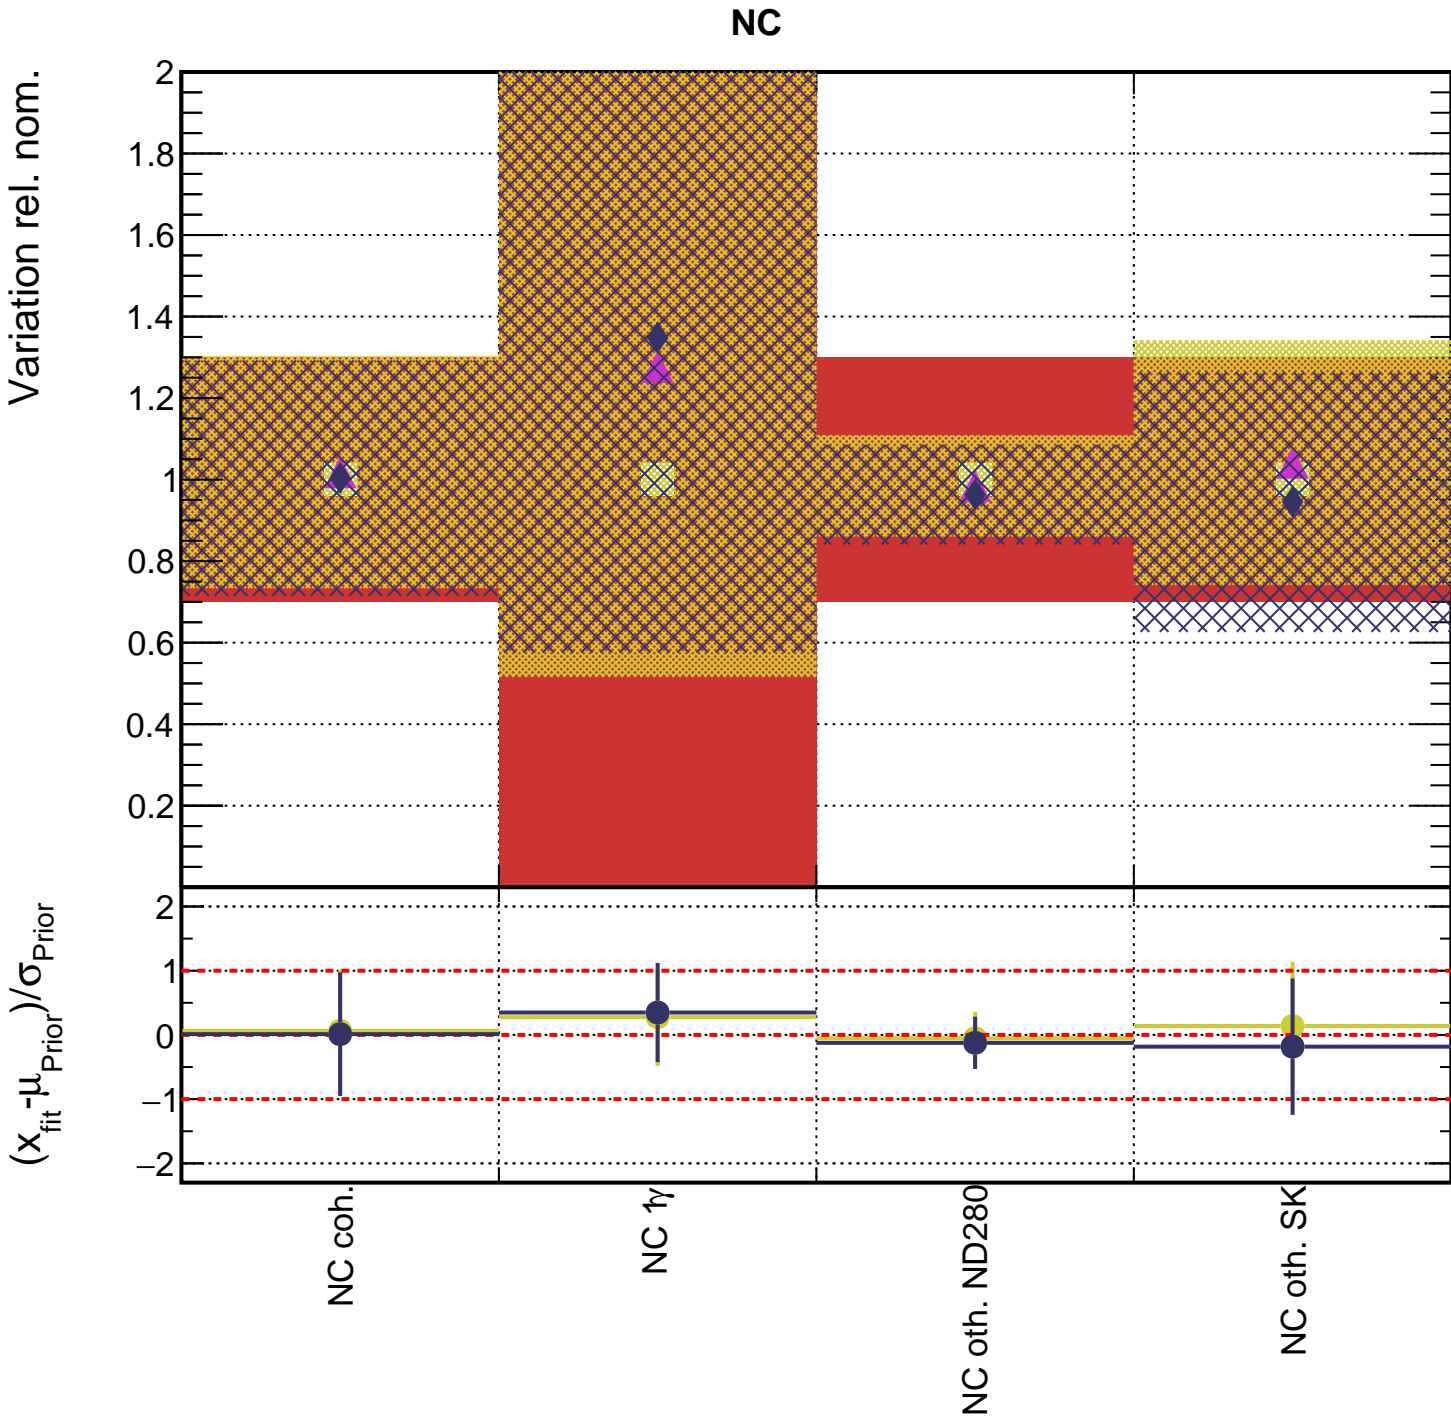 NC
Variation rel. nom.
2
1.8
1.6
1.4
1.2
1
0.8
0.6
0.4
0.2
(x_fit-μ_Prior)/σ_Prior
2
1
0
−1
−2
NC coh.
NC 1γ
NC oth. ND280
NC oth. SK